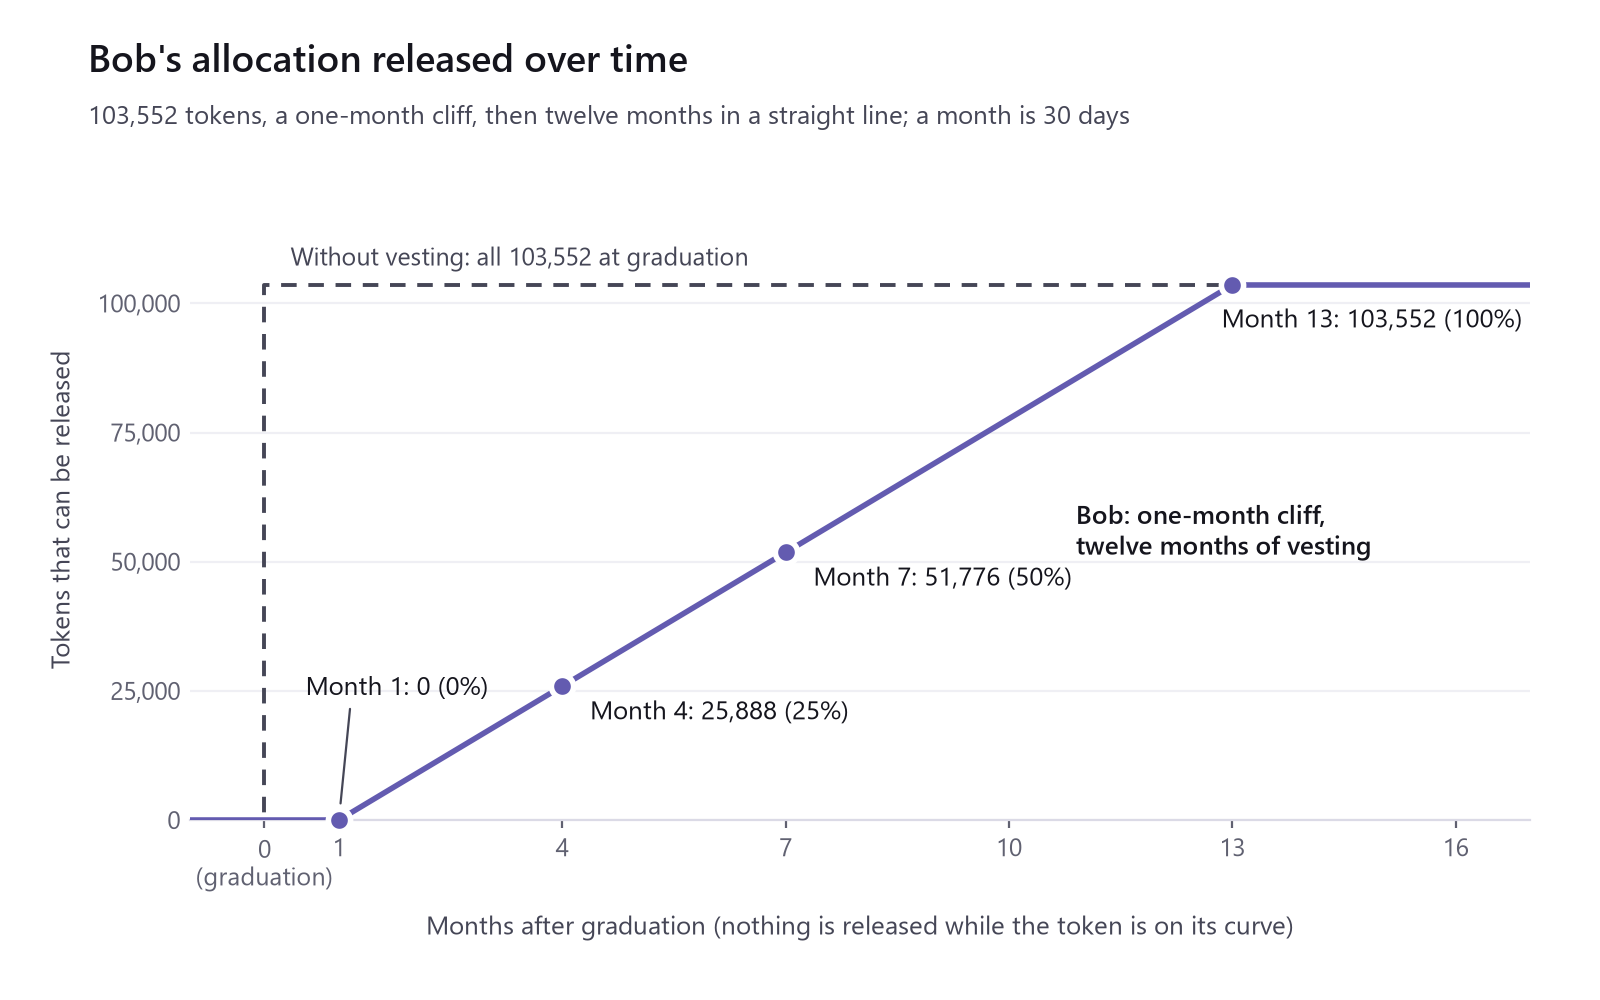 Bob's allocation released over time
103,552 tokens, a one-month cliff, then twelve months in a straight line; a month is 30 days
Without vesting: all 103,552 at graduation
100,000
Month 13: 103,552 (100%)
Tokens that can be released
75,000
Bob: one-month cliff,
twelve months of vesting
50,000
Month 7: 51,776 (50%)
Month 1: 0 (0%)
25,000
Month 4: 25,888 (25%)
0
0
1
4
7
10
13
16
(graduation)
Months after graduation (nothing is released while the token is on its curve)